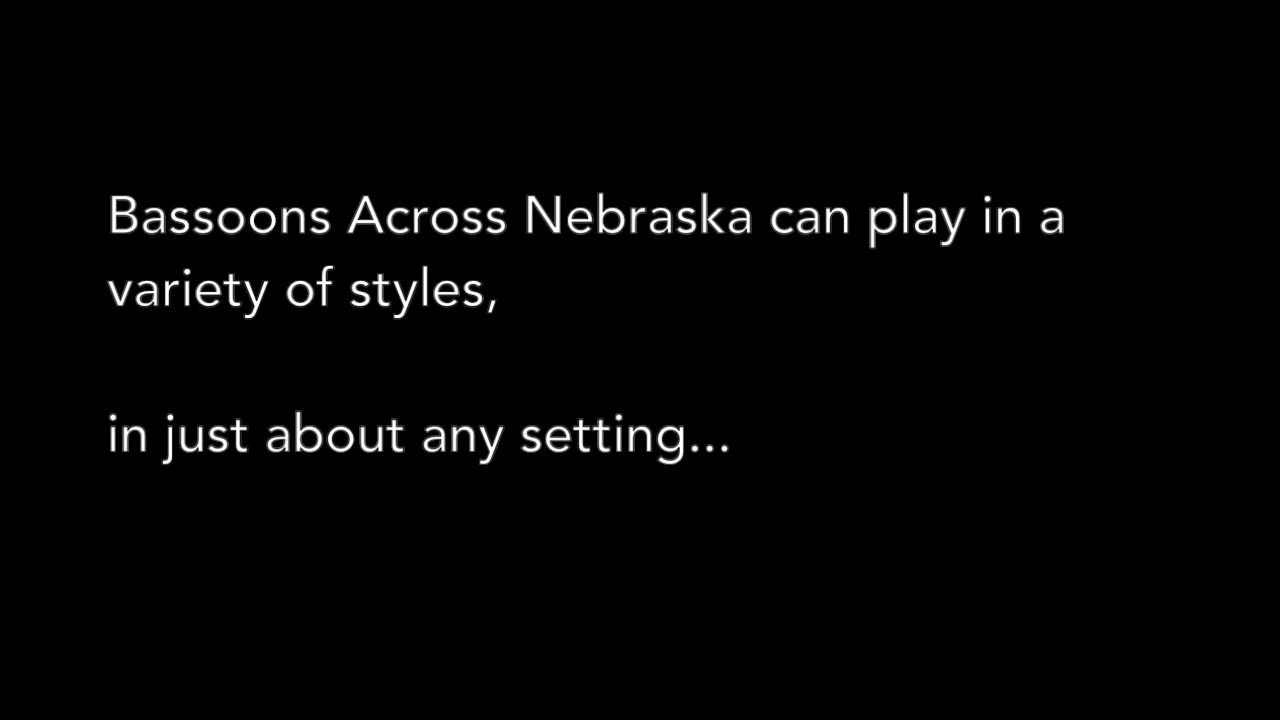 Bassoons Across Nebraska can play in a
variety of styles,
in just about any setting...